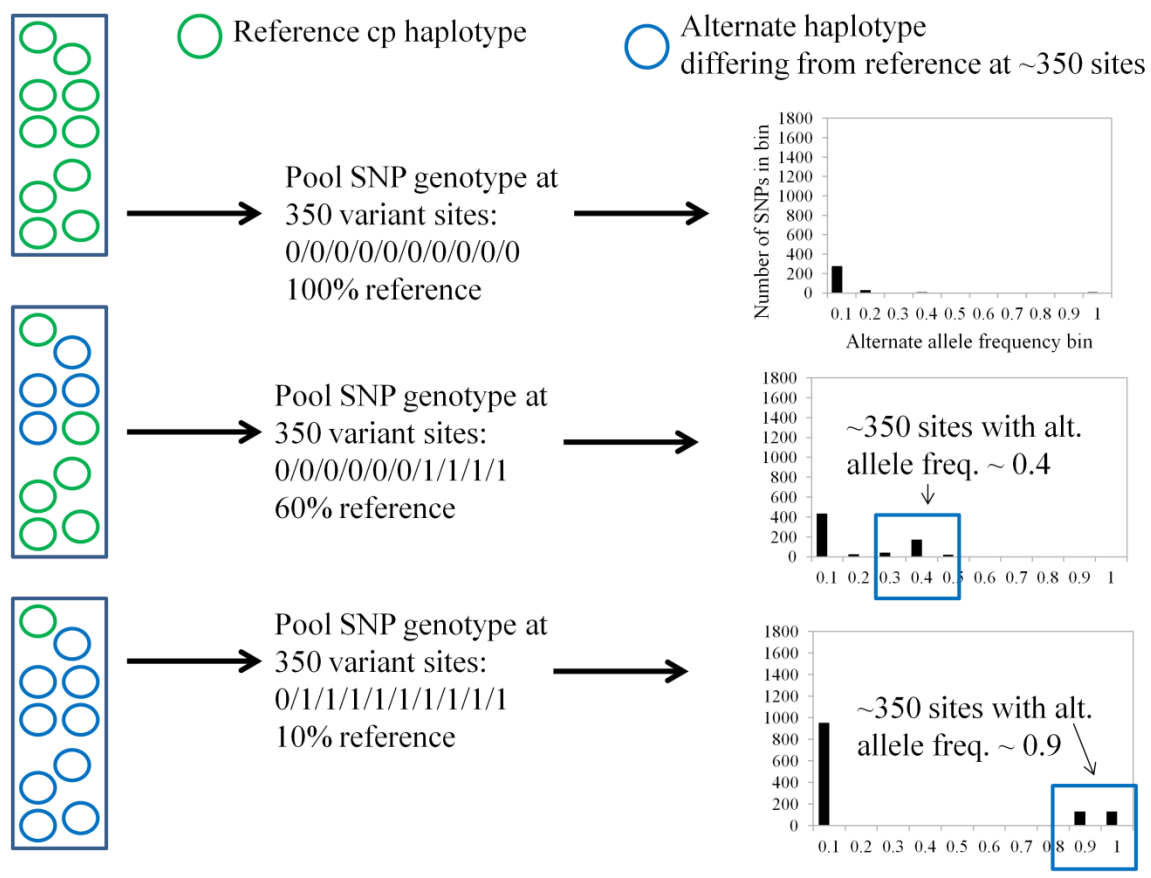 Reference cp haplotype
Alternate haplotype
differing from reference at ~350 sites
Pool SNP genotype at
350 variant sites:
0/0/0/0/0/0/0/0/0/0
100% reference
Number of SNPs in bin
1800
1600
1400
1200
1000
800
600
400
200
0
0.1 0.2 0.3 0.4 0.5 0.6 0.7 0.8 0.9 1
Alternate allele frequency bin
Pool SNP genotype at
350 variant sites:
0/0/0/0/0/0/1/1/1/1
60% reference
1800
1600
1400
1200
1000
800
600
400
200
0
~350 sites with alt.
allele freq. ~ 0.4
0.1 0.2 0.3 0.4 0.5 0.6 0.7 0.8 0.9 1
Pool SNP genotype at
350 variant sites:
0/1/1/1/1/1/1/1/1/1
10% reference
1800
1600
1400
1200
1000
800
600
400
200
0
~350 sites with alt.
allele freq. ~ 0.9
0.1 0.2 0.3 0.4 0.5 0.6 0.7 0.8 0.9 1